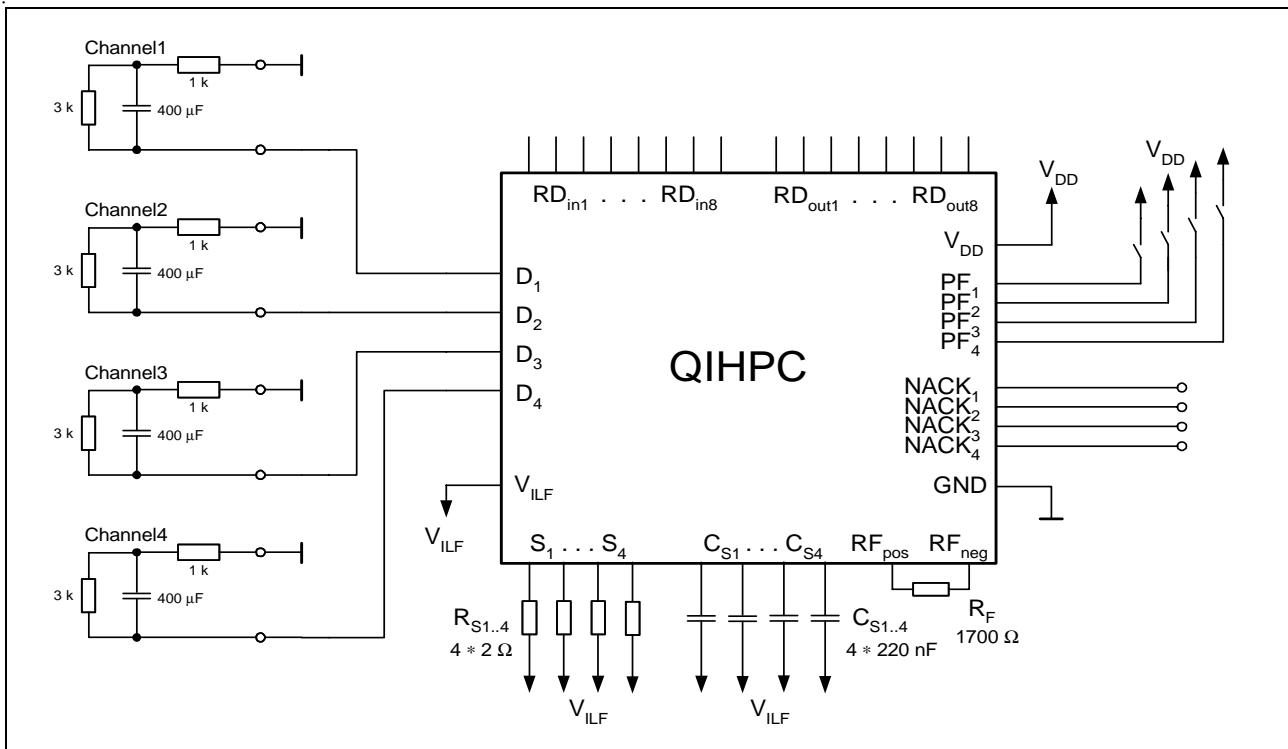 Channel1
1 k
3 k
400 µF
Channel2
1 k
3 k
400 µF
Channel3
1 k
3 k
400 µF
Channel4
1 k
3 k
400 µF
RDin1 . . . RDin8
RDout1 . . . RDout8
VDD
VDD
VDD
D1
D2
D3
D4
VILF
VILF
QIHPC
PF1
PF2
PF3
PF4
NACK1
NACK2
NACK3
NACK4
GND
S1 . . . S4
CS1 . . . CS4
RFpos
RFneg
RS1..4
4 * 2 Ω
CS1..4
4 * 220 nF
RF
1700 Ω
VILF
VILF